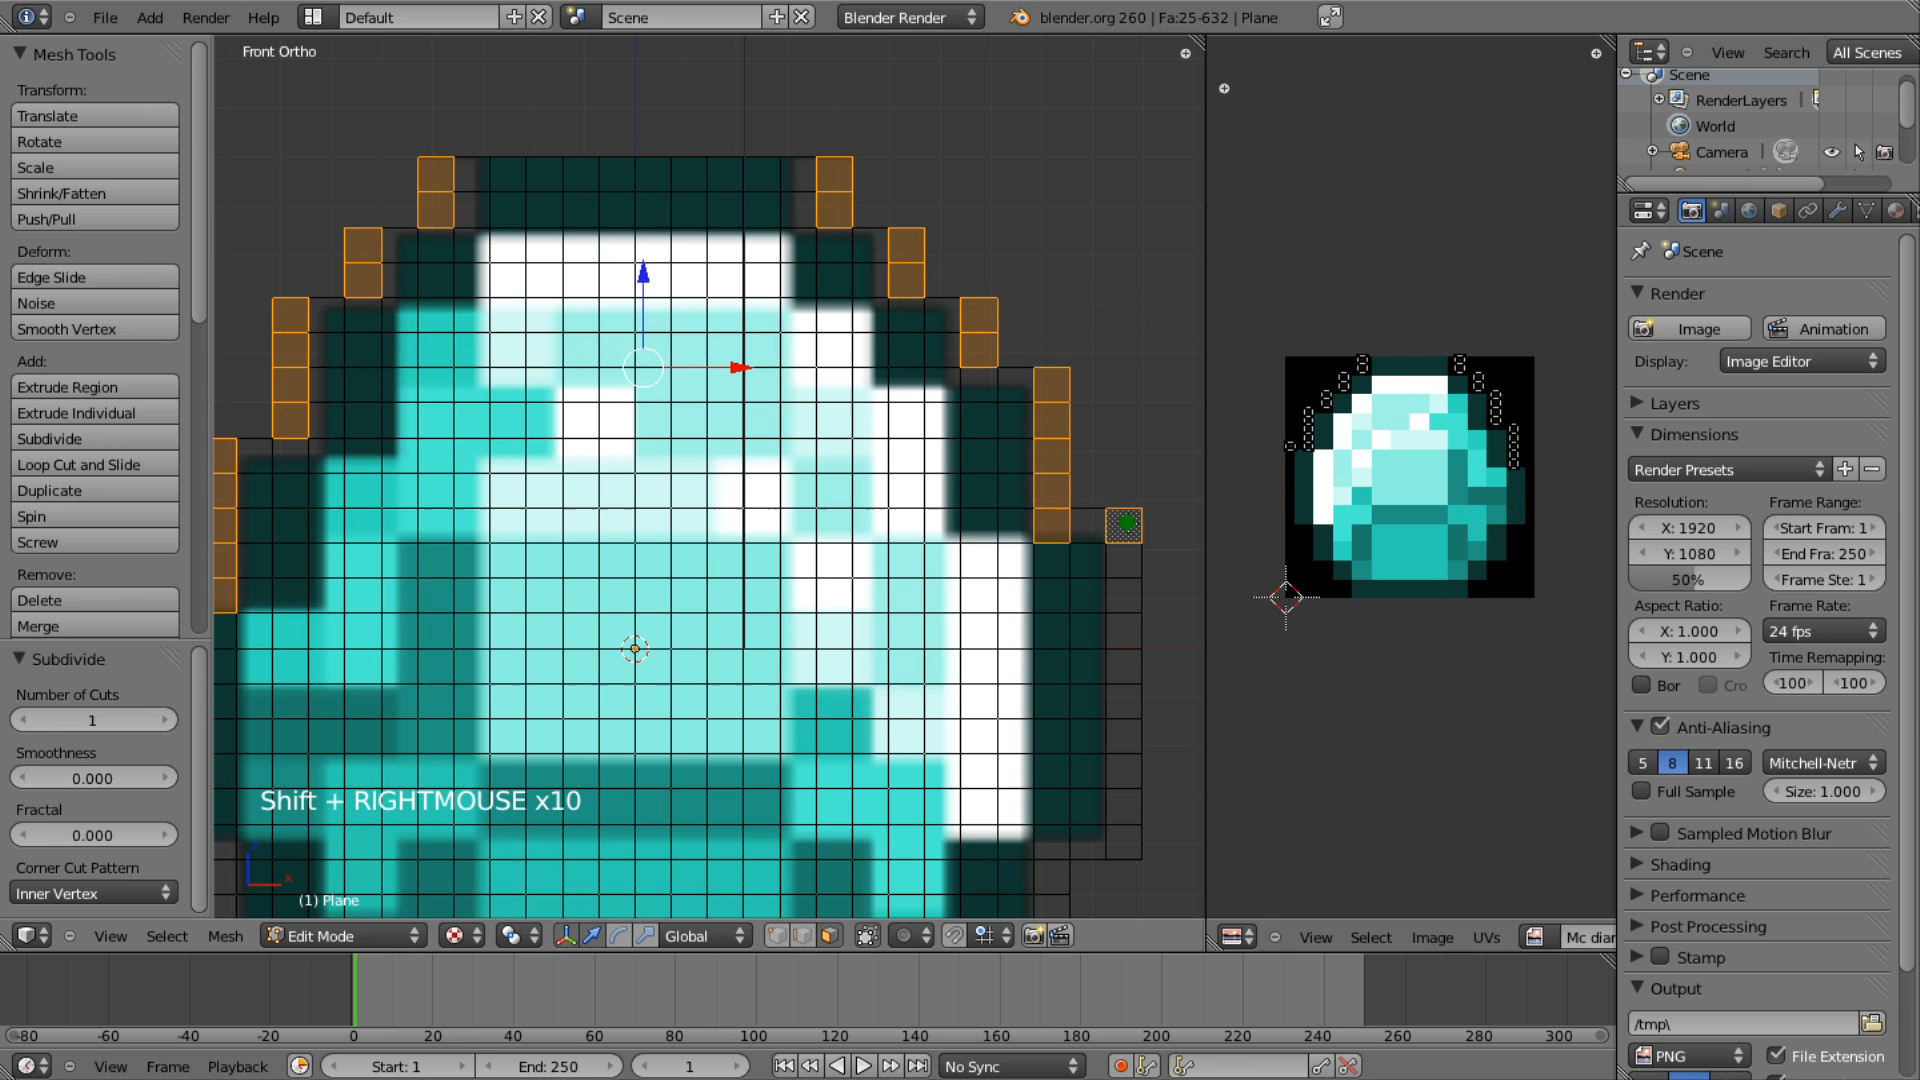 File Add Render Help Default Scene Blender Render blender.org 260 | Fa:25-632 | Plane
Mesh Tools
Transform:
Translate
Rotate
Scale
Shrink/Fatten
Push/Pull
Deform:
Edge Slide
Noise
Smooth Vertex
Add:
Extrude Region
Extrude Individual
Subdivide
Loop Cut and Slide
Duplicate
Spin
Screw
Remove:
Delete
Merge
Subdivide
Number of Cuts
1
Smoothness
0.000
Fractal
0.000
Corner Cut Pattern
Inner Vertex
Front Ortho
Shift + RIGHTMOUSE x10
z
x
(1) Plane
View Select Mesh Edit Mode Global
View Select Image UVs Mc diar
View Search All Scenes
Scene
RenderLayers |
World
Camera |
Scene
Render
Image Animation
Display: Image Editor
Layers
Dimensions
Render Presets
Resolution: Frame Range:
X: 1920 Start Fram: 1
Y: 1080 End Fra: 250
50% Frame Ste: 1
Aspect Ratio: Frame Rate:
X: 1.000 24 fps
Y: 1.000 Time Remapping:
Bor Cro 100 100
Anti-Aliasing
5 8 11 16 Mitchell-Netr
Full Sample Size: 1.000
Sampled Motion Blur
Shading
Performance
Post Processing
Stamp
Output
/tmp\
PNG File Extension
-80 -60 -40 -20 0 20 40 60 80 100 120 140 160 180 200 220 240 260 280 300
View Frame Playback Start: 1 End: 250 1 No Sync